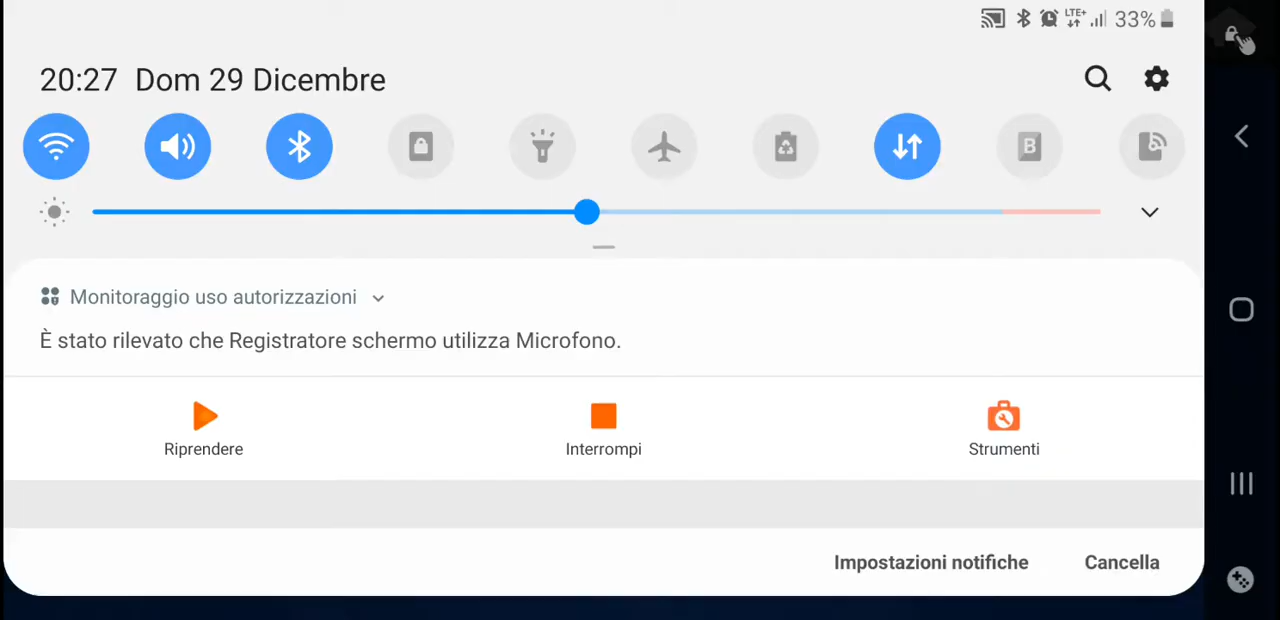 LTE+ 33%
20:27 Dom 29 Dicembre
B
Monitoraggio uso autorizzazioni
È stato rilevato che Registratore schermo utilizza Microfono.
Riprendere Interrompi Strumenti
Impostazioni notifiche Cancella